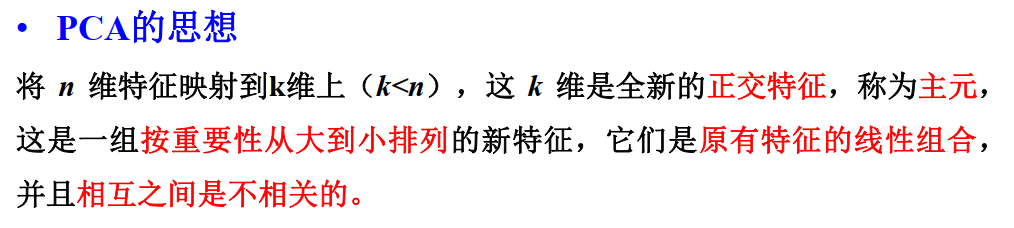 • PCA的思想
将 n 维特征映射到k维上（k<n），这 k 维是全新的正交特征，称为主元，
这是一组按重要性从大到小排列的新特征，它们是原有特征的线性组合，
并且相互之间是不相关的。